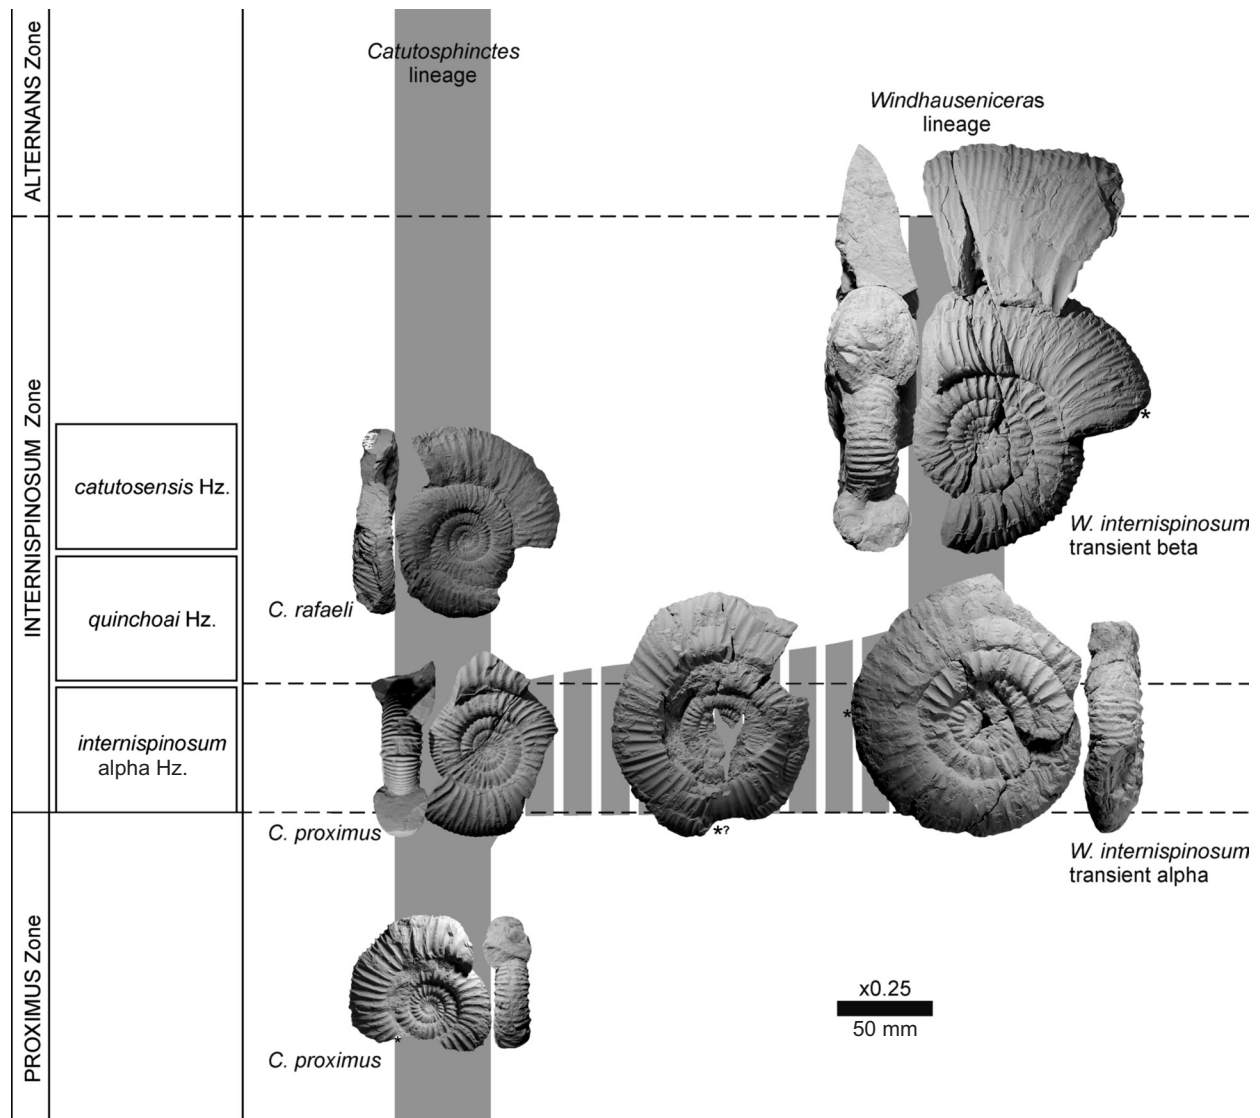 ALTERNANS Zone
INTERNISPINOSUM Zone
PROXIMUS Zone
catutosensis Hz.
quinchoai Hz.
internispinosum
alpha Hz.
Catutosphinctes
lineage
Windhauseniceras
lineage
C. rafaeli
C. proximus
C. proximus
*
W. internispinosum
transient beta
*
*
*?
W. internispinosum
transient alpha
x0.25
50 mm